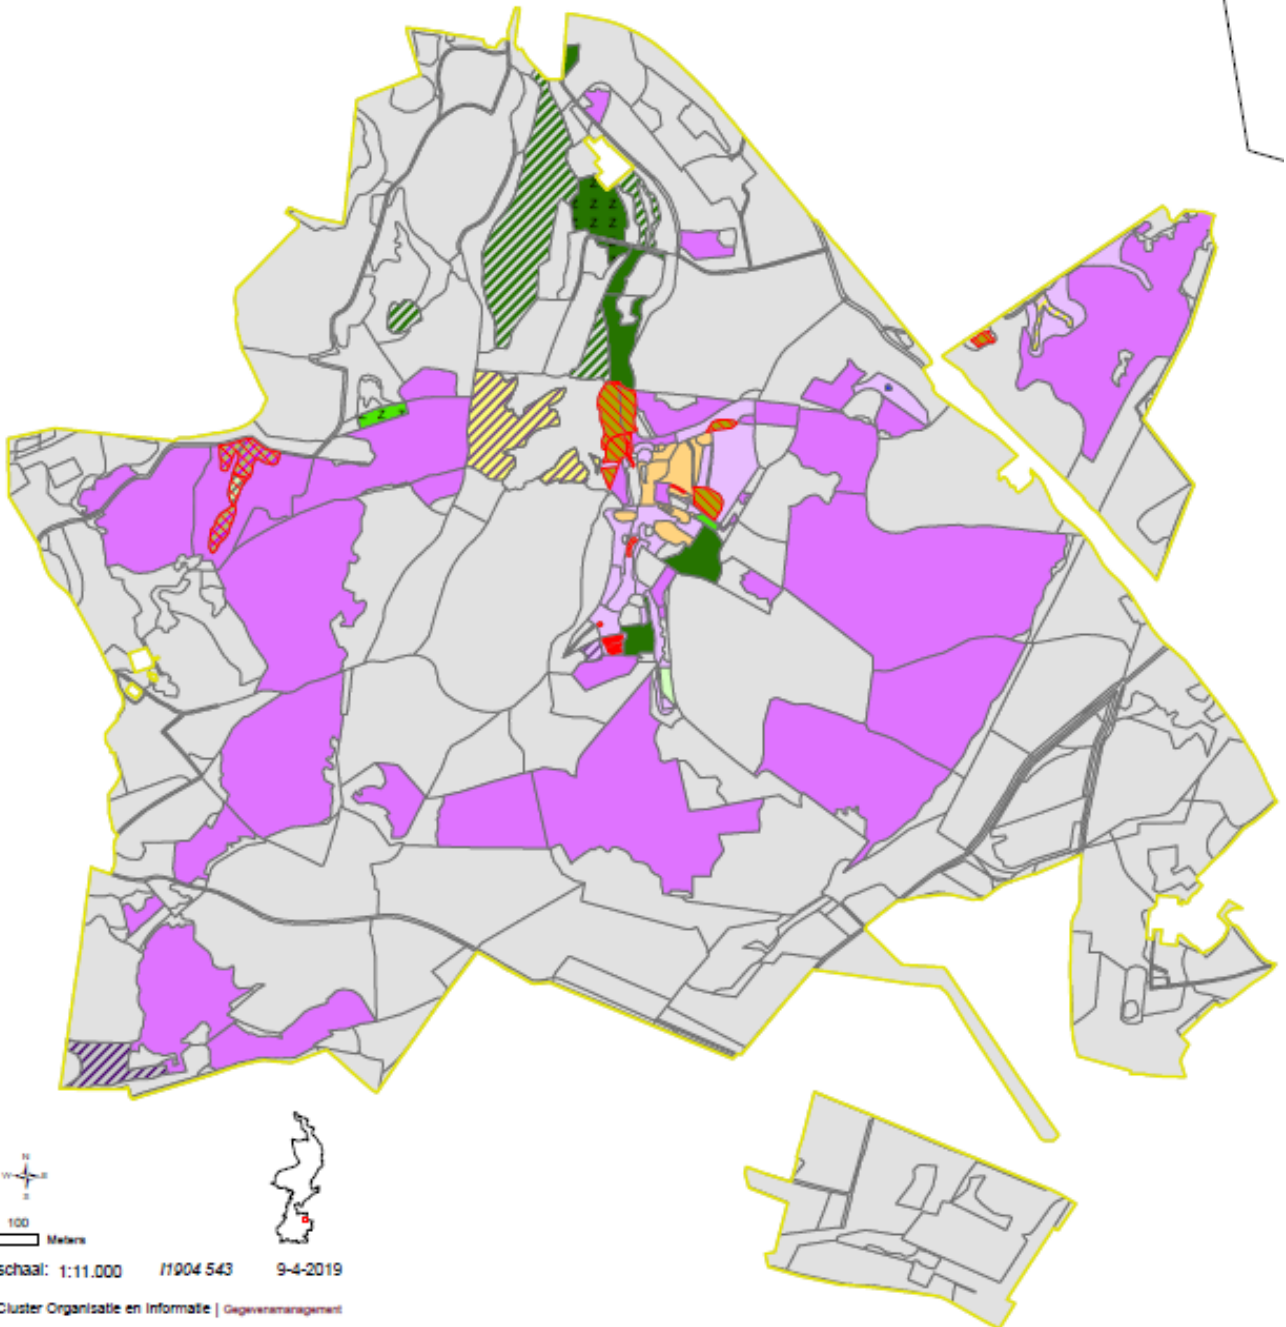 Z
Z Z
Z Z
Z
N
W E
S
100
Meters
schaal: 1:11.000 I1904 543 9-4-2019
Cluster Organisatie en Informatie | Gegevensmanagement